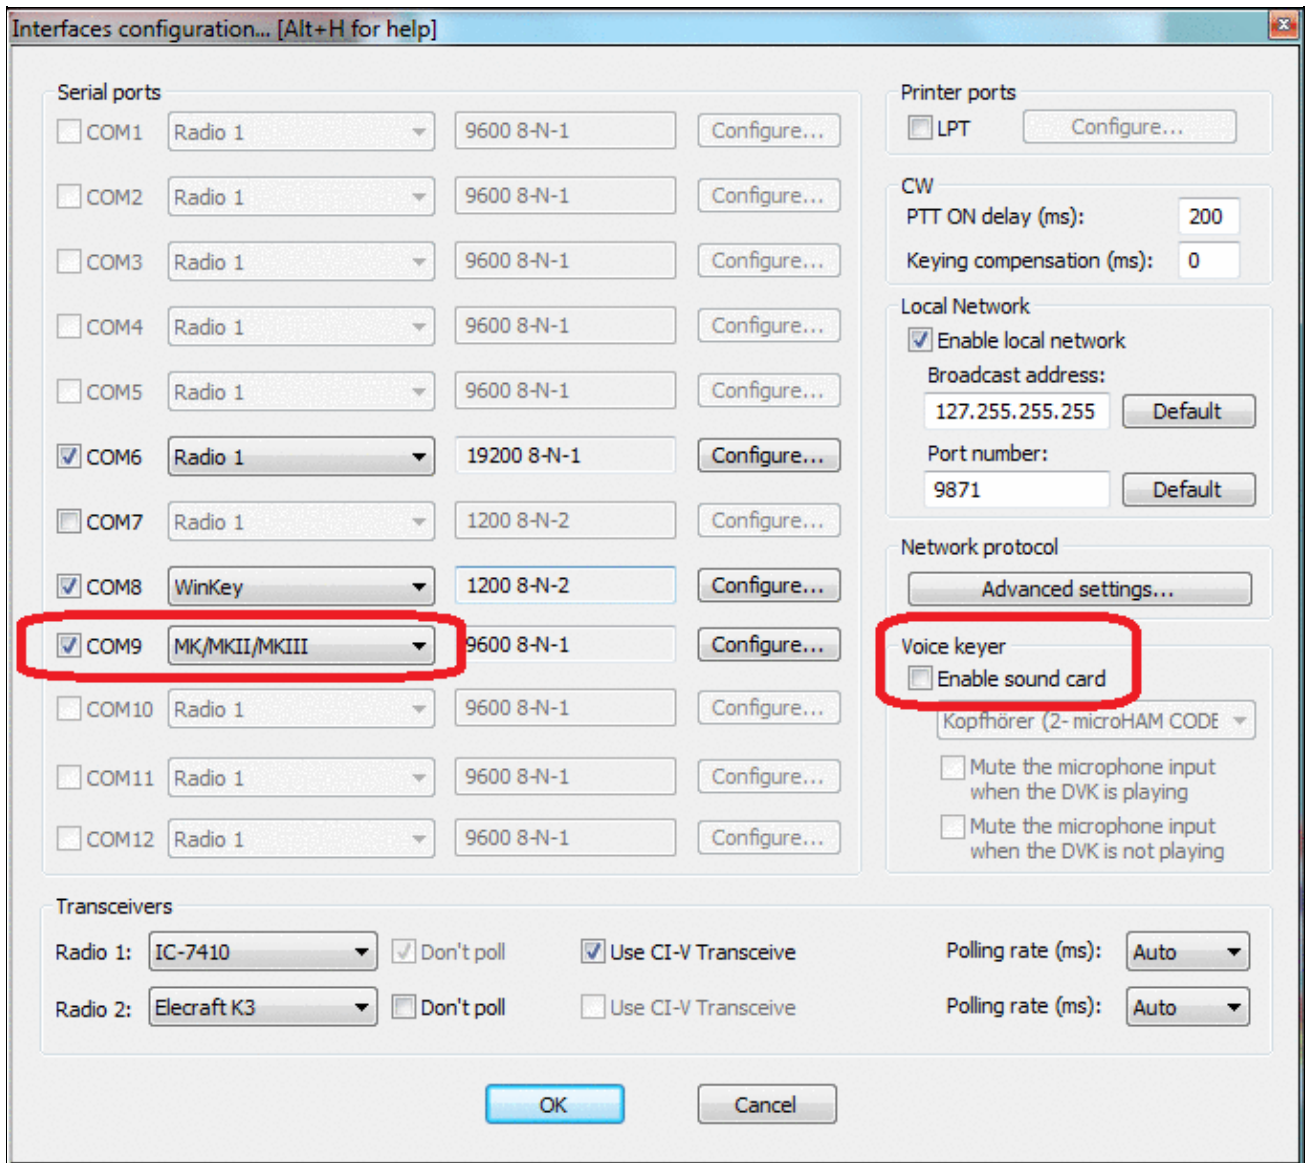 Interfaces configuration... [Alt+H for help]
Serial ports
COM1 Radio 1 9600 8-N-1 Configure...
COM2 Radio 1 9600 8-N-1 Configure...
COM3 Radio 1 9600 8-N-1 Configure...
COM4 Radio 1 9600 8-N-1 Configure...
COM5 Radio 1 9600 8-N-1 Configure...
COM6 Radio 1 19200 8-N-1 Configure...
COM7 Radio 1 1200 8-N-2 Configure...
COM8 WinKey 1200 8-N-2 Configure...
COM9 MK/MKII/MKIII 9600 8-N-1 Configure...
COM10 Radio 1 9600 8-N-1 Configure...
COM11 Radio 1 9600 8-N-1 Configure...
COM12 Radio 1 9600 8-N-1 Configure...
Printer ports
LPT Configure...
CW
PTT ON delay (ms): 200
Keying compensation (ms): 0
Local Network
Enable local network
Broadcast address:
127.255.255.255 Default
Port number:
9871 Default
Network protocol
Advanced settings...
Voice keyer
Enable sound card
Kopfhörer (2- microHAM CODE
Mute the microphone input
when the DVK is playing
Mute the microphone input
when the DVK is not playing
Transceivers
Radio 1: IC-7410 Don't poll Use CI-V Transceive Polling rate (ms): Auto
Radio 2: Elecraft K3 Don't poll Use CI-V Transceive Polling rate (ms): Auto
OK Cancel